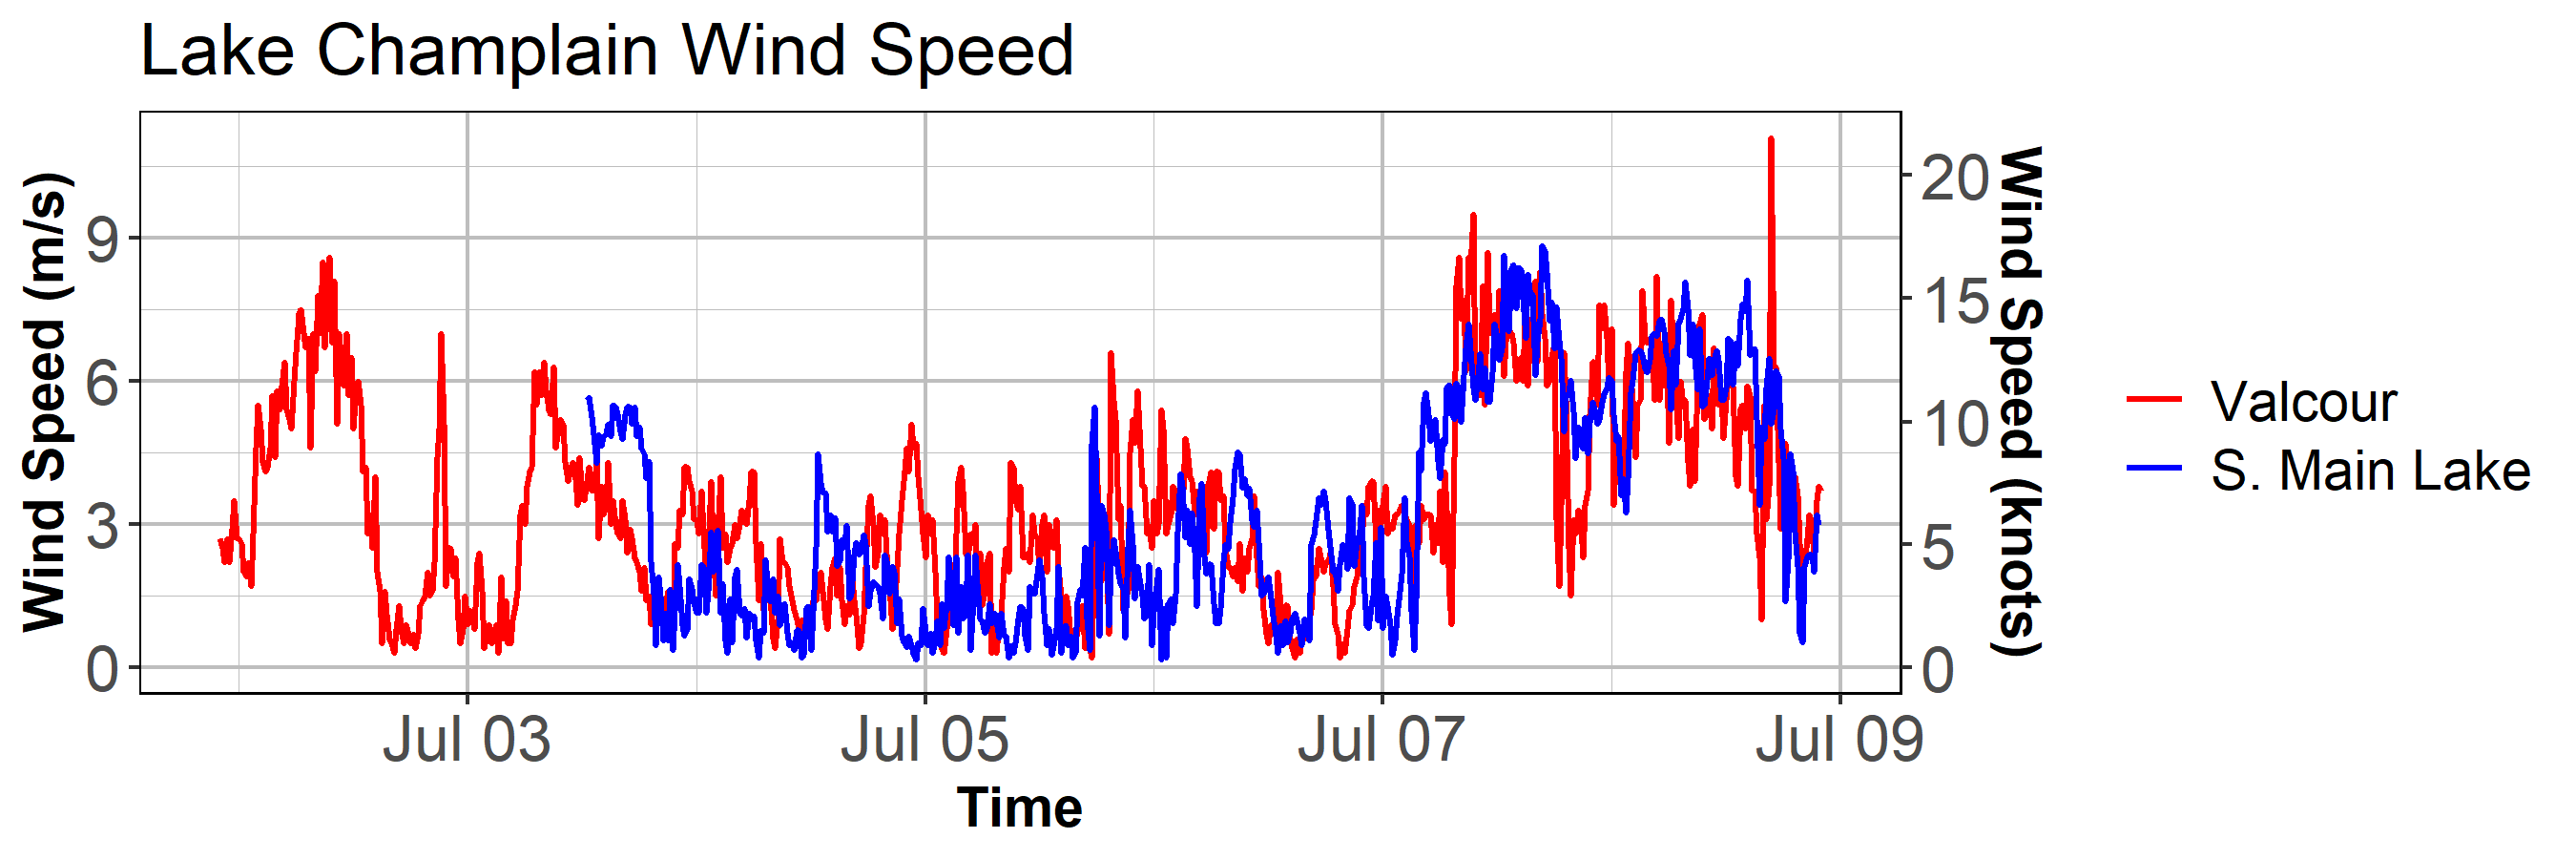 Lake Champlain Wind Speed
Wind Speed (m/s)
9
6
3
0
20
15
10
5
0
Wind Speed (knots)
Jul 03
Jul 05
Jul 07
Jul 09
Time
Valcour
S. Main Lake